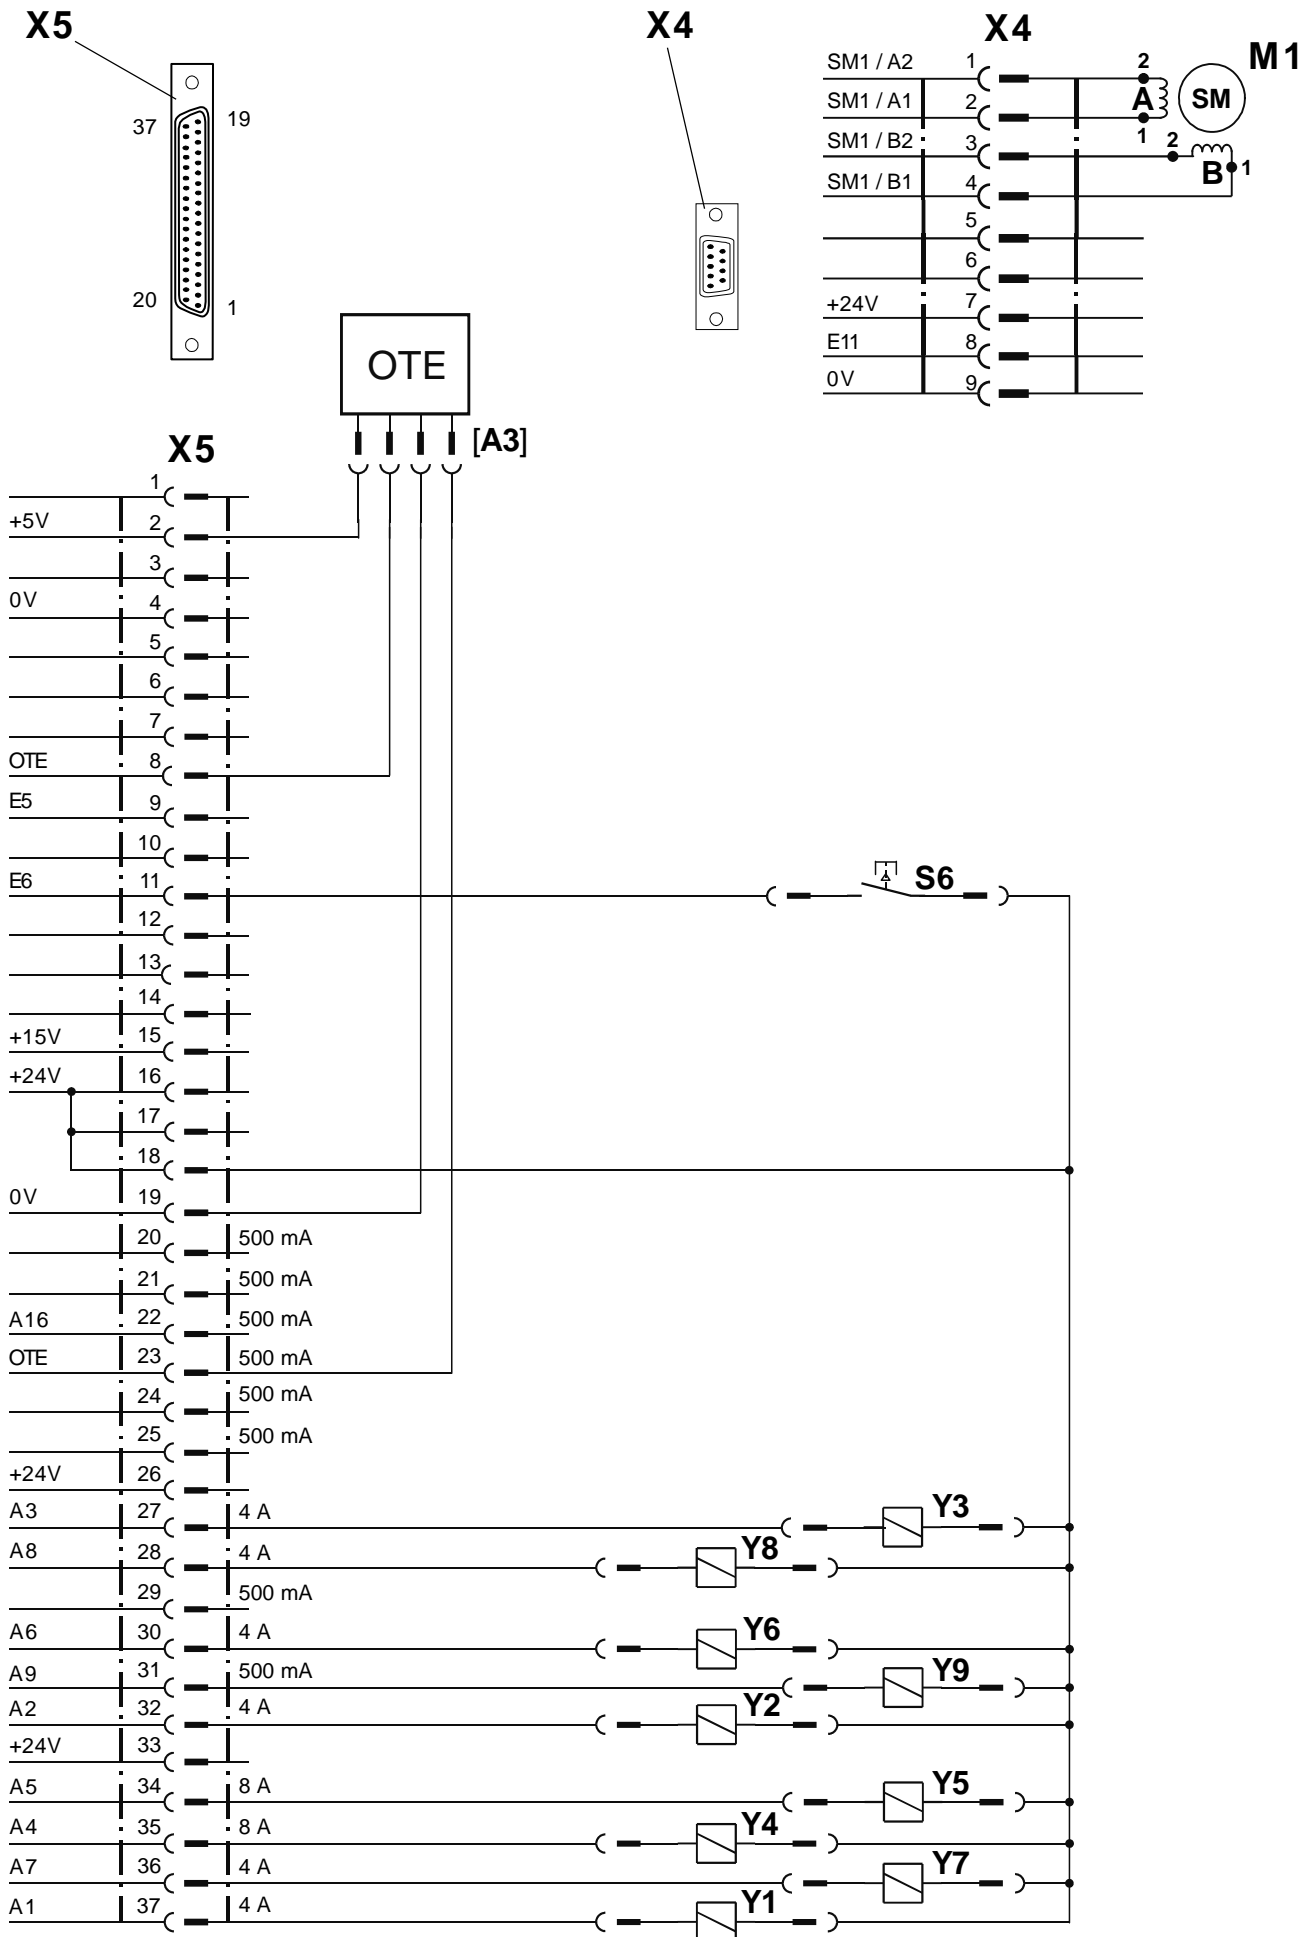 X5
X4
X4
M1
37
19
20
1
SM1 / A2 1 2
SM1 / A1 2 A SM
1
SM1 / B2 3 2
SM1 / B1 4 B 1
5
6
+24V 7
E11 8
0V 9
OTE
[A3]
X5
1
+5V 2
3
0V 4
5
6
7
OTE 8
E5 9
10
E6 11 S6
12
13
14
+15V 15
+24V 16
17
18
0V 19
20 500 mA
21 500 mA
A16 22 500 mA
OTE 23 500 mA
24 500 mA
25 500 mA
+24V 26
A3 27 4 A Y3
A8 28 4 A Y8
29 500 mA
A6 30 4 A Y6
A9 31 500 mA Y9
A2 32 4 A Y2
+24V 33
A5 34 8 A Y5
A4 35 8 A Y4
A7 36 4 A Y7
A1 37 4 A Y1